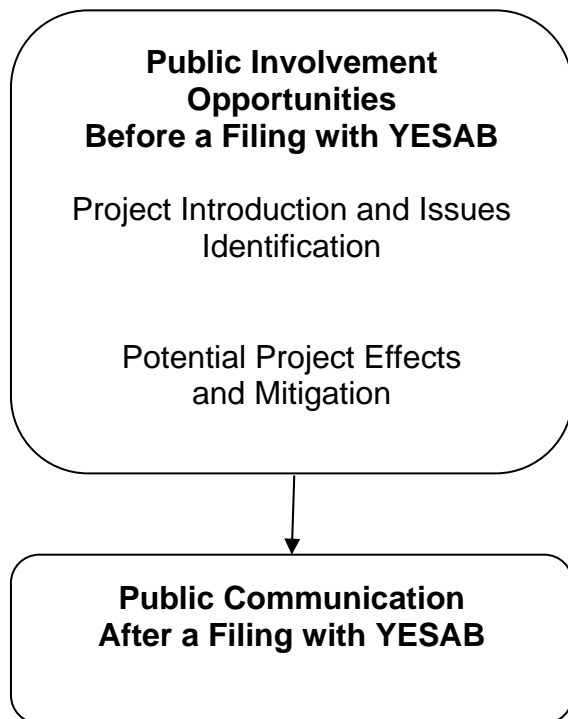 Public Involvement
Opportunities
Before a Filing with YESAB
Project Introduction and Issues
Identification
Potential Project Effects
and Mitigation
Public Communication
After a Filing with YESAB